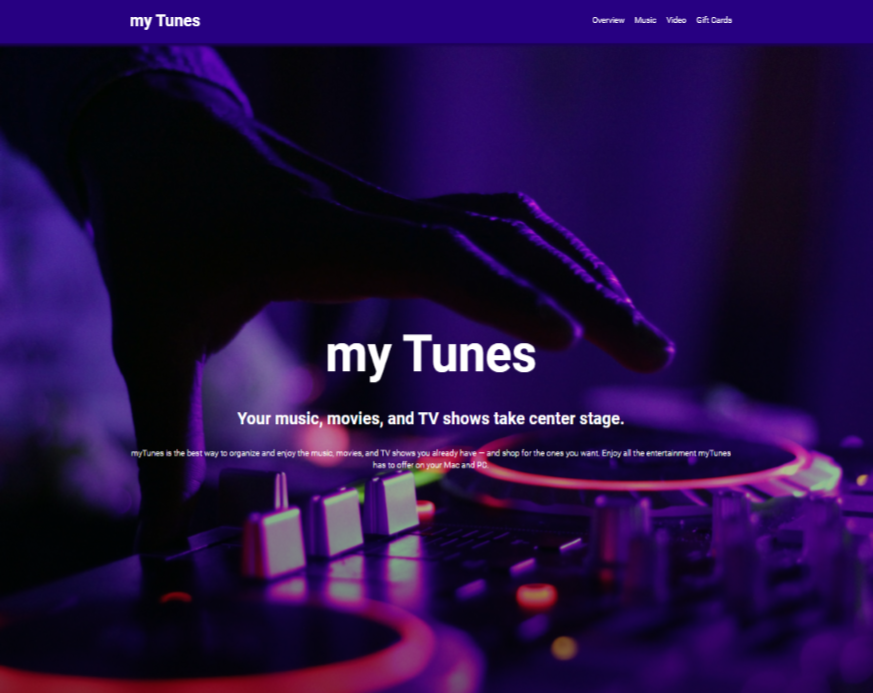 my Tunes
Overview Music Video Gift Cards
my Tunes
Your music, movies, and TV shows take center stage.
myTunes is the best way to organize and enjoy the music, movies, and TV shows you already have — and shop for the ones you want. Enjoy all the entertainment myTunes
has to offer on your Mac and PC.